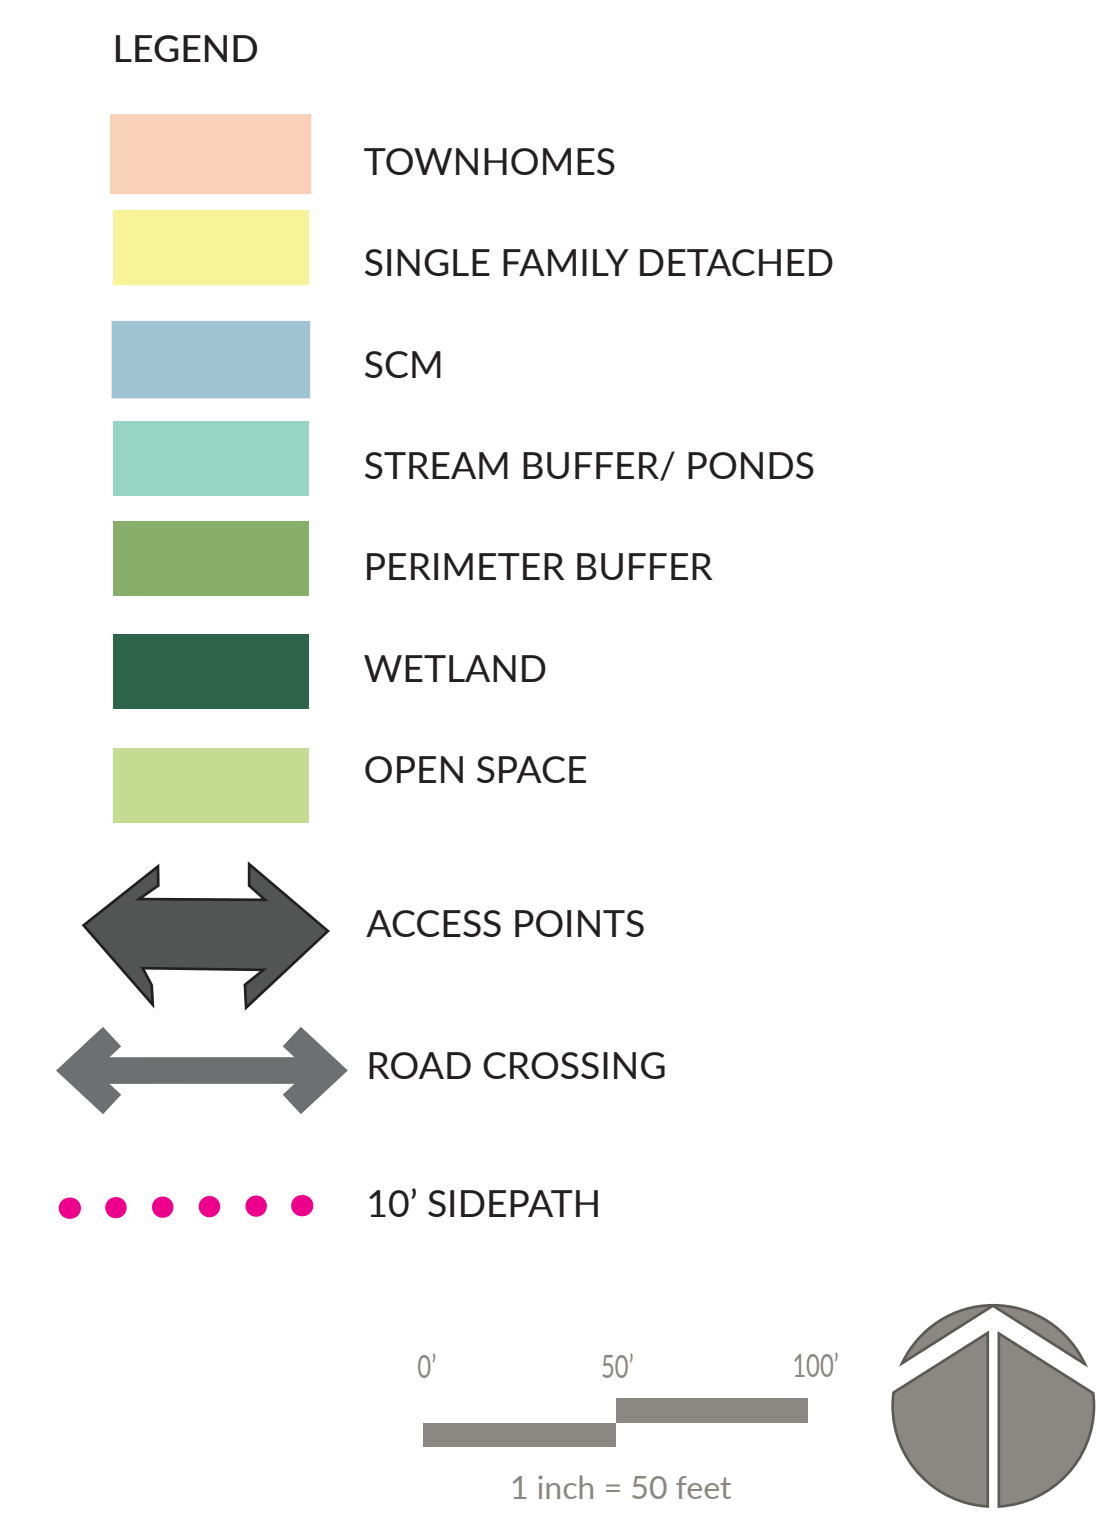 LEGEND
TOWNHOMES
SINGLE FAMILY DETACHED
SCM
STREAM BUFFER/ PONDS
PERIMETER BUFFER
WETLAND
OPEN SPACE
ACCESS POINTS
ROAD CROSSING
10’ SIDEPATH
0’ 50’ 100’
1 inch = 50 feet